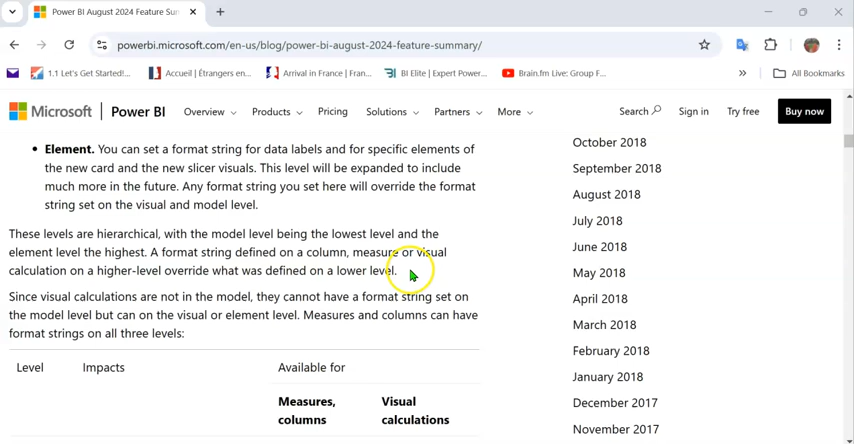 Power BI August 2024 Feature Sum
powerbi.microsoft.com/en-us/blog/power-bi-august-2024-feature-summary/
1.1 Let's Get Started!...
Accueil | Étrangers en...
Arrival in France | Fran...
BI Elite | Expert Power...
Brain.fm Live: Group F...
All Bookmarks
Microsoft
Power BI
Overview
Products
Pricing
Solutions
Partners
More
Search
Sign in
Try free
Buy now
• Element. You can set a format string for data labels and for specific elements of
the new card and the new slicer visuals. This level will be expanded to include
much more in the future. Any format string you set here will override the format
string set on the visual and model level.
These levels are hierarchical, with the model level being the lowest level and the
element level the highest. A format string defined on a column, measure or visual
calculation on a higher-level override what was defined on a lower level.
Since visual calculations are not in the model, they cannot have a format string set on
the model level but can on the visual or element level. Measures and columns can have
format strings on all three levels:
Level
Impacts
Available for
Measures,
columns
Visual
calculations
October 2018
September 2018
August 2018
July 2018
June 2018
May 2018
April 2018
March 2018
February 2018
January 2018
December 2017
November 2017